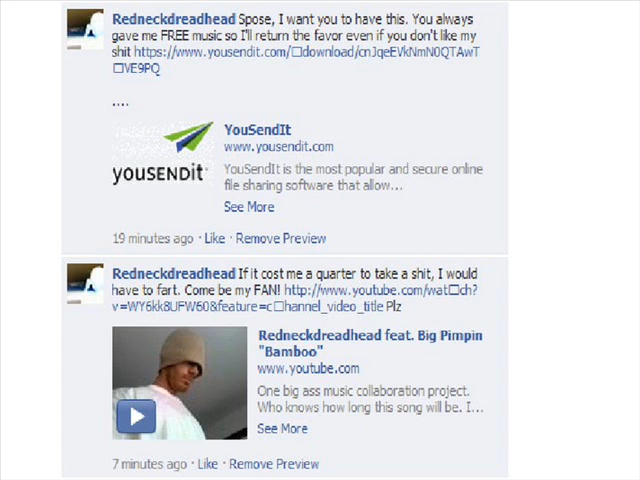 Redneckdreadhead Spose, I want you to have this. You always
gave me FREE music so I'll return the favor even if you don't like my
shit https://www.yousendit.com/□download/cnJqeEVkNmN0QTAwT
□VE9PQ
....
YouSendIt
www.yousendit.com
YOUSENDIT
YouSendIt is the most popular and secure online
file sharing software that allow...
See More
19 minutes ago · Like · Remove Preview
Redneckdreadhead If it cost me a quarter to take a shit, I would
have to fart. Come be my FAN! http://www.youtube.com/wat□ch?
v=WY6kk8UFW60&feature=c□hannel_video_title Plz
Redneckdreadhead feat. Big Pimpin
"Bamboo"
www.youtube.com
One big ass music collaboration project.
Who knows how long this song will be. I...
See More
7 minutes ago · Like · Remove Preview